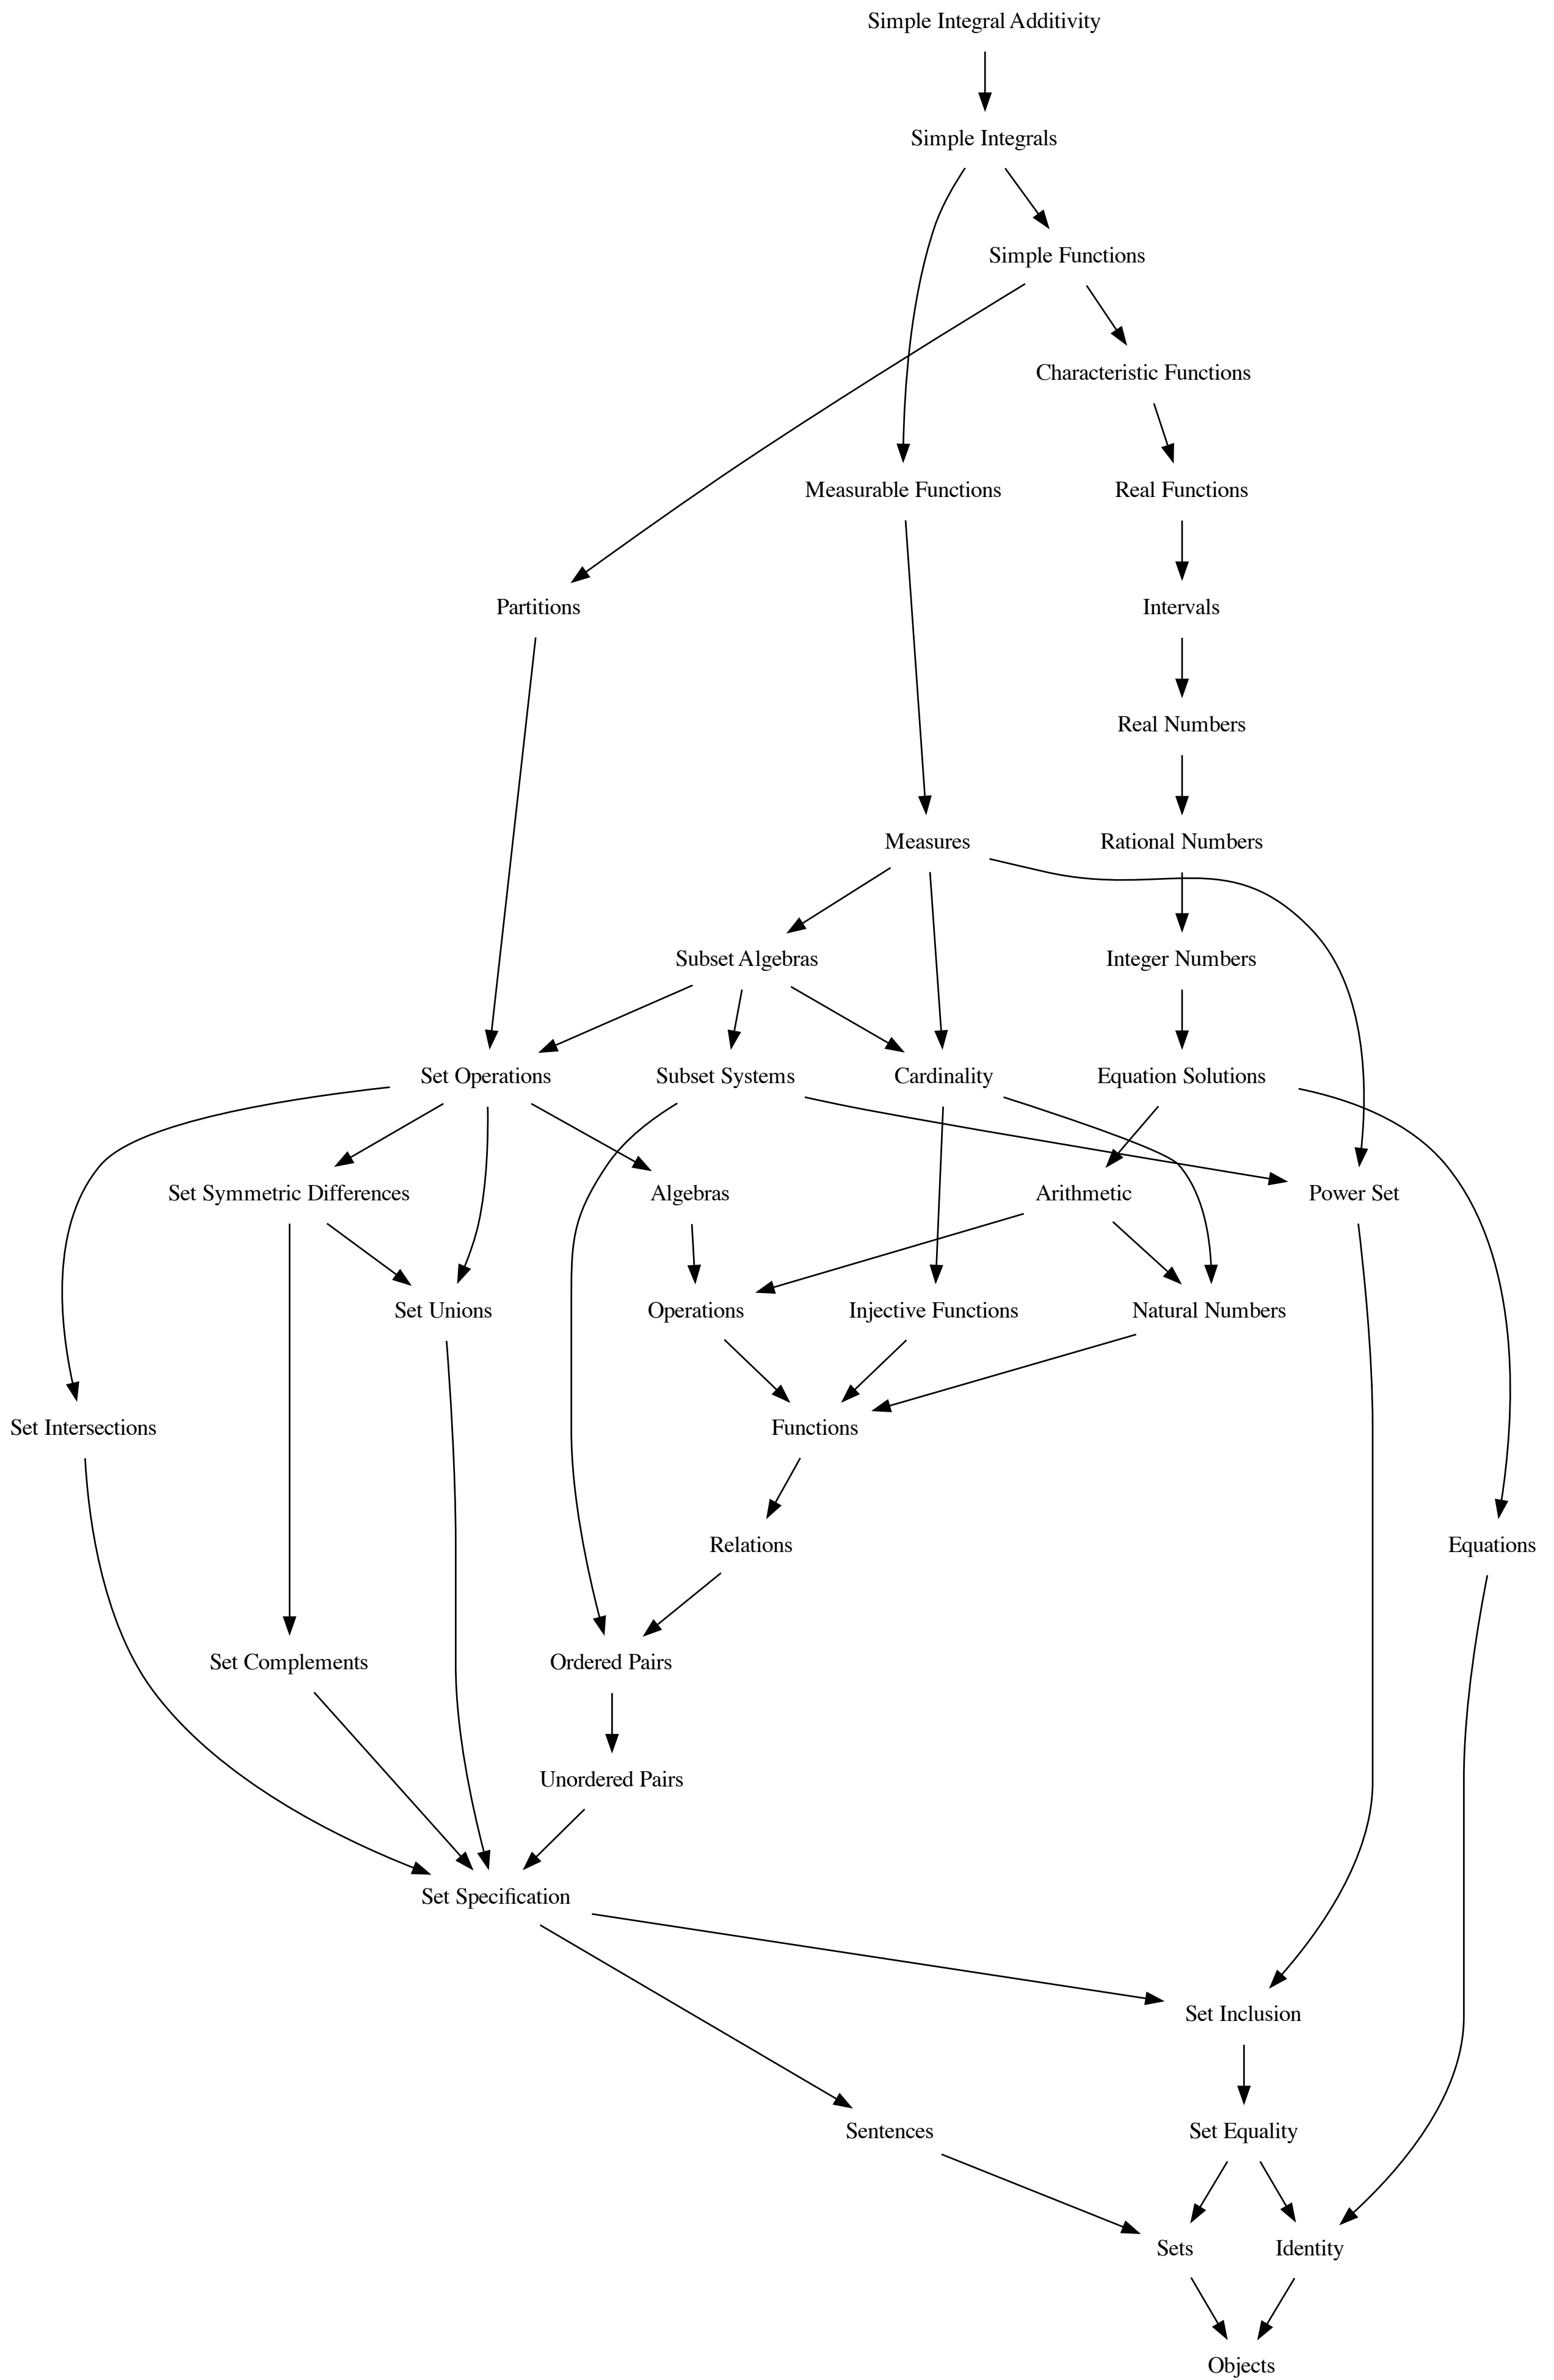 Simple Integral Additivity
Simple Integrals
Simple Functions
Characteristic Functions
Measurable Functions
Real Functions
Partitions
Intervals
Real Numbers
Measures
Rational Numbers
Subset Algebras
Integer Numbers
Set Operations
Subset Systems
Cardinality
Equation Solutions
Set Symmetric Differences
Algebras
Arithmetic
Power Set
Set Unions
Operations
Injective Functions
Natural Numbers
Set Intersections
Functions
Relations
Equations
Set Complements
Ordered Pairs
Unordered Pairs
Set Specification
Set Inclusion
Sentences
Set Equality
Sets
Identity
Objects